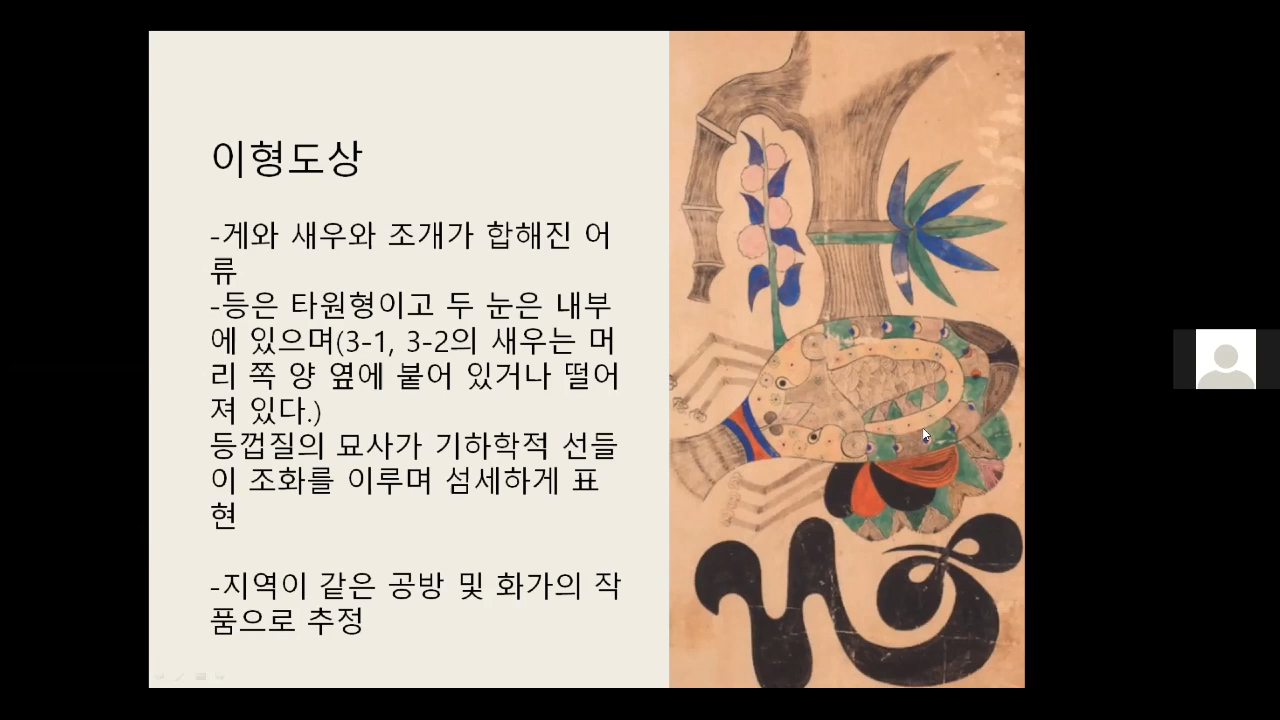 이형도상
-게와 새우와 조개가 합해진 어
류
-등은 타원형이고 두 눈은 내부
에 있으며(3-1, 3-2의 새우는 머
리 쪽 양 옆에 붙어 있거나 떨어
져 있다.)
등껍질의 묘사가 기하학적 선들
이 조화를 이루며 섬세하게 표
현
-지역이 같은 공방 및 화가의 작
품으로 추정